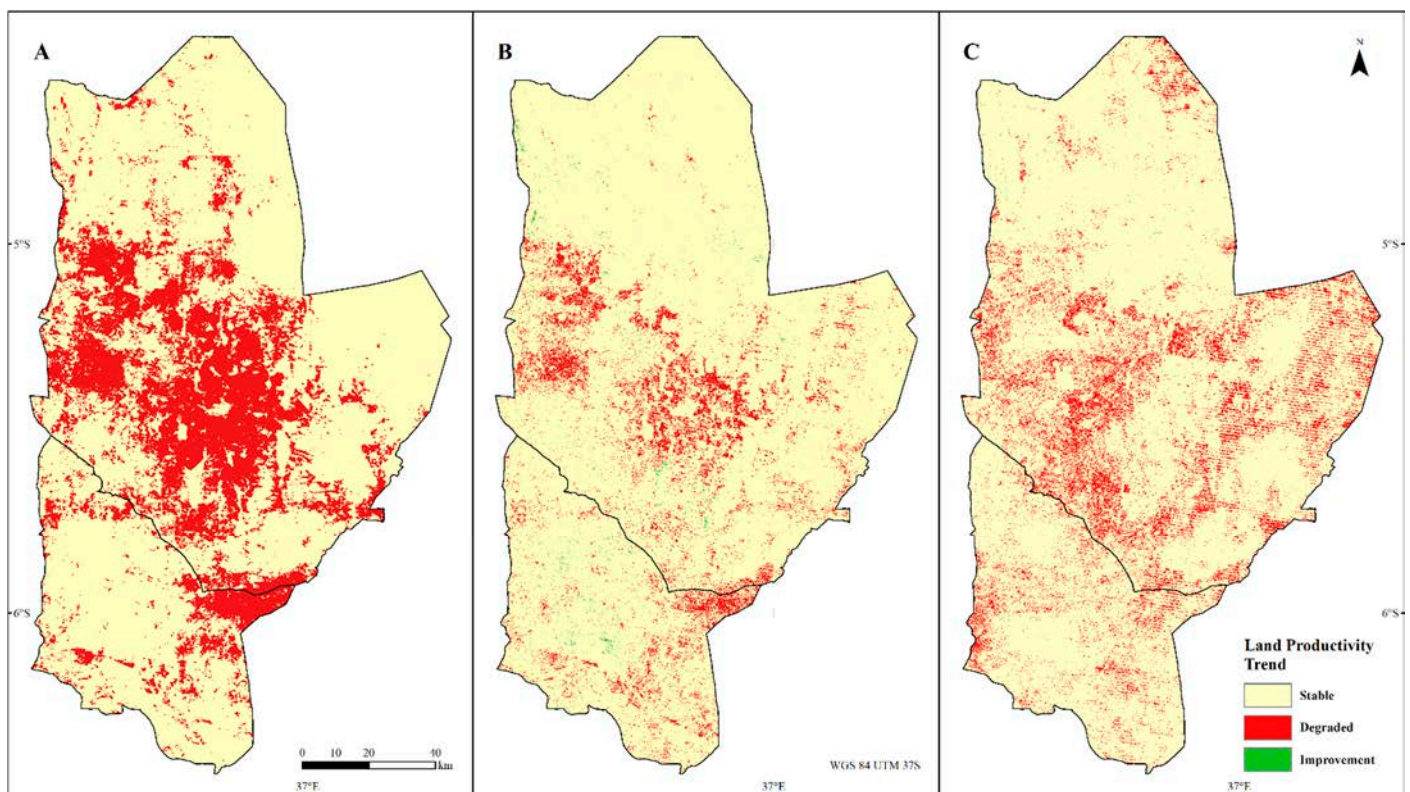 A
B
C
N
5°S
5°S
6°S
6°S
Land Productivity
Trend
Stable
Degraded
Improvement
0 10 20 40
km
WGS 84 UTM 37S
37°E
37°E
37°E